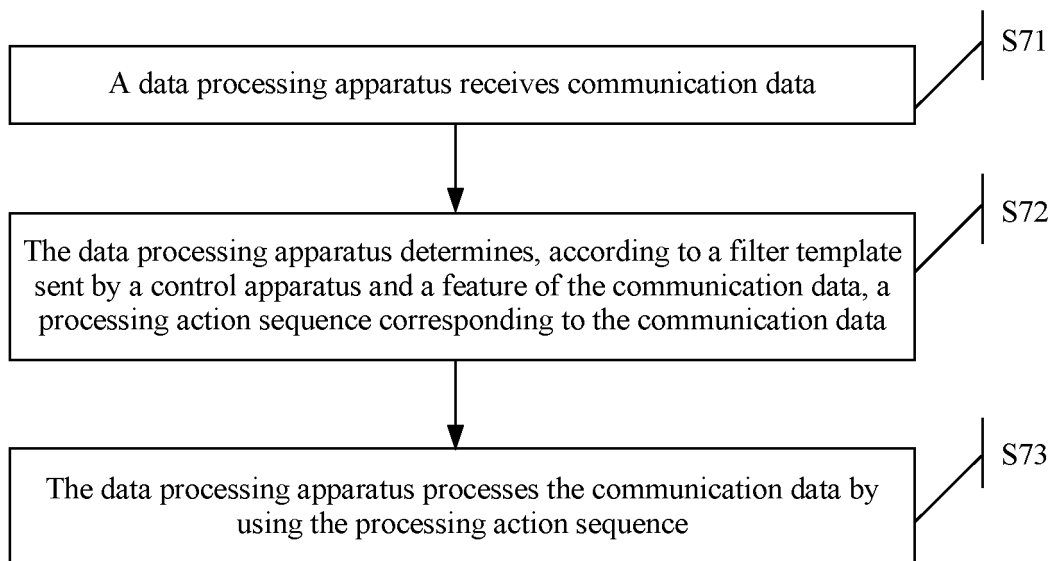 S71
A data processing apparatus receives communication data
S72
The data processing apparatus determines, according to a filter template
sent by a control apparatus and a feature of the communication data, a
processing action sequence corresponding to the communication data
S73
The data processing apparatus processes the communication data by
using the processing action sequence